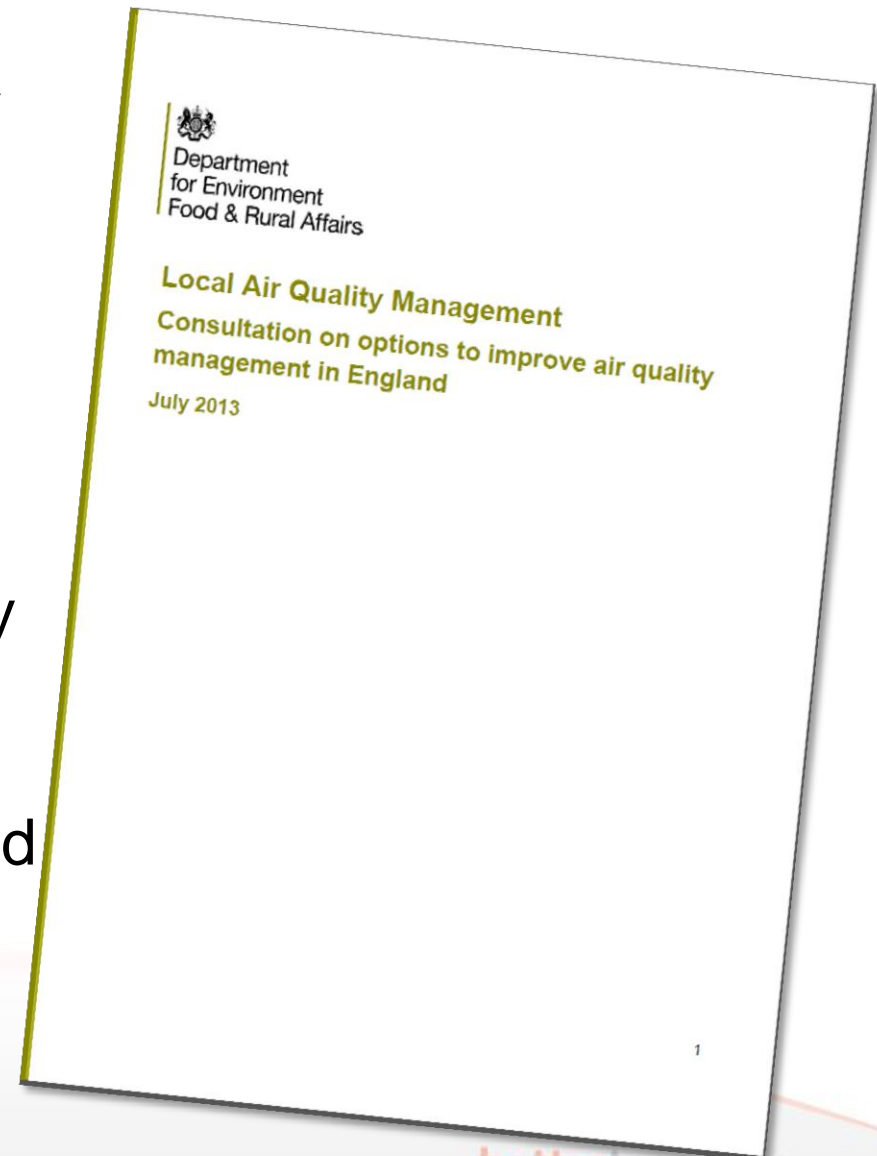 Department
for Environment
Food & Rural Affairs
Local Air Quality Management
Consultation on options to improve air quality
management in England
July 2013
y
d
1